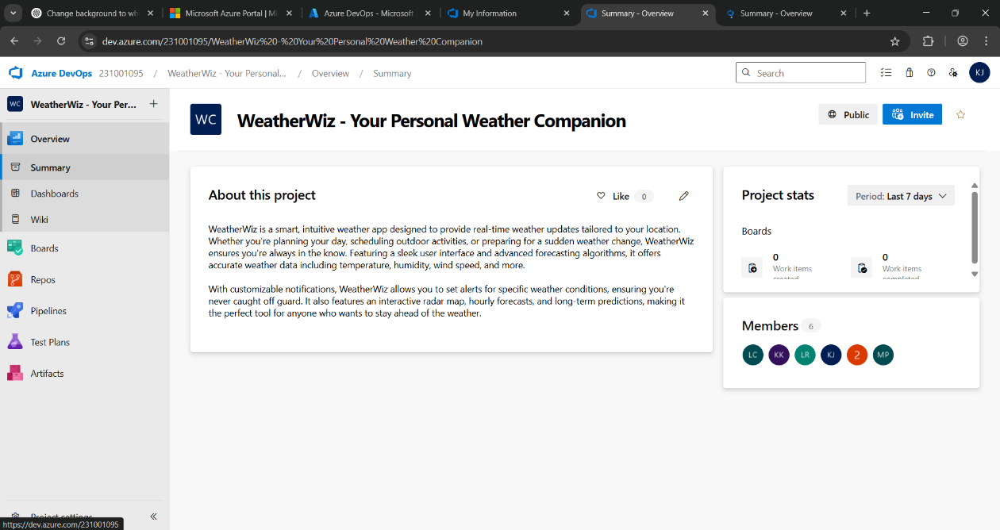 Change background to wh
Microsoft Azure Portal | Mi
Azure DevOps - Microsoft
My Information
Summary - Overview
Summary - Overview
dev.azure.com/231001095/WeatherWiz%20-%20Your%20Personal%20Weather%20Companion
Azure DevOps 231001095 / WeatherWiz - Your Personal... / Overview / Summary
Search
KJ
WC WeatherWiz - Your Per... +
Overview
Summary
Dashboards
Wiki
Boards
Repos
Pipelines
Test Plans
Artifacts
Project settings
https://dev.azure.com/231001095
WC WeatherWiz - Your Personal Weather Companion
Public
Invite
About this project
Like 0
WeatherWiz is a smart, intuitive weather app designed to provide real-time weather updates tailored to your location.
Whether you're planning your day, scheduling outdoor activities, or preparing for a sudden weather change, WeatherWiz
ensures you're always in the know. Featuring a sleek user interface and advanced forecasting algorithms, it offers
accurate weather data including temperature, humidity, wind speed, and more.
With customizable notifications, WeatherWiz allows you to set alerts for specific weather conditions, ensuring you're
never caught off guard. It also features an interactive radar map, hourly forecasts, and long-term predictions, making it
the perfect tool for anyone who wants to stay ahead of the weather.
Project stats
Period: Last 7 days
Boards
0
Work items
created
0
Work items
completed
Members 6
LC KK LR KJ 2 MP